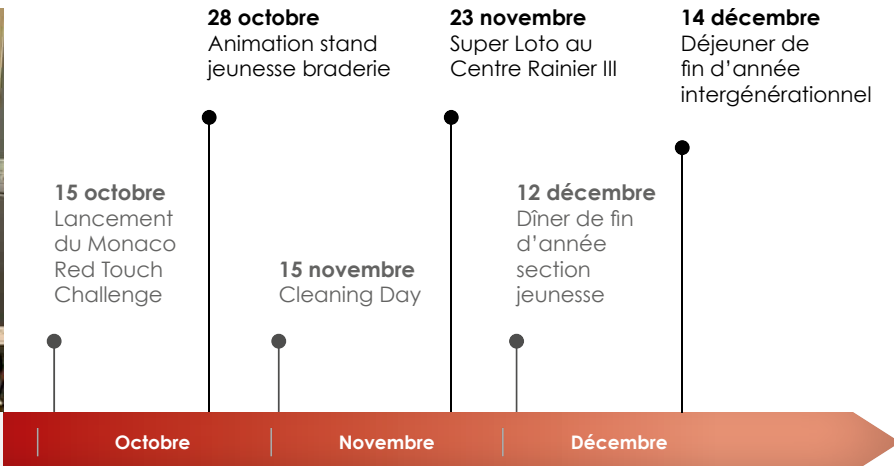 28 octobre
Animation stand
jeunesse braderie
23 novembre
Super Loto au
Centre Rainier III
14 décembre
Déjeuner de
fin d'année
intergénérationnel
15 octobre
Lancement
du Monaco
Red Touch
Challenge
15 novembre
Cleaning Day
12 décembre
Dîner de fin
d'année
section
jeunesse
Octobre
Novembre
Décembre